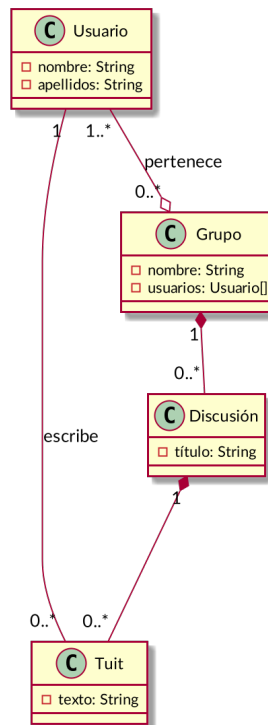 C Usuario
nombre: String
apellidos: String
1
1..*
pertenece
0..*
C Grupo
nombre: String
usuarios: Usuario[]
1
0..*
C Discusión
título: String
1
escribe
0..*
0..*
C Tuit
texto: String